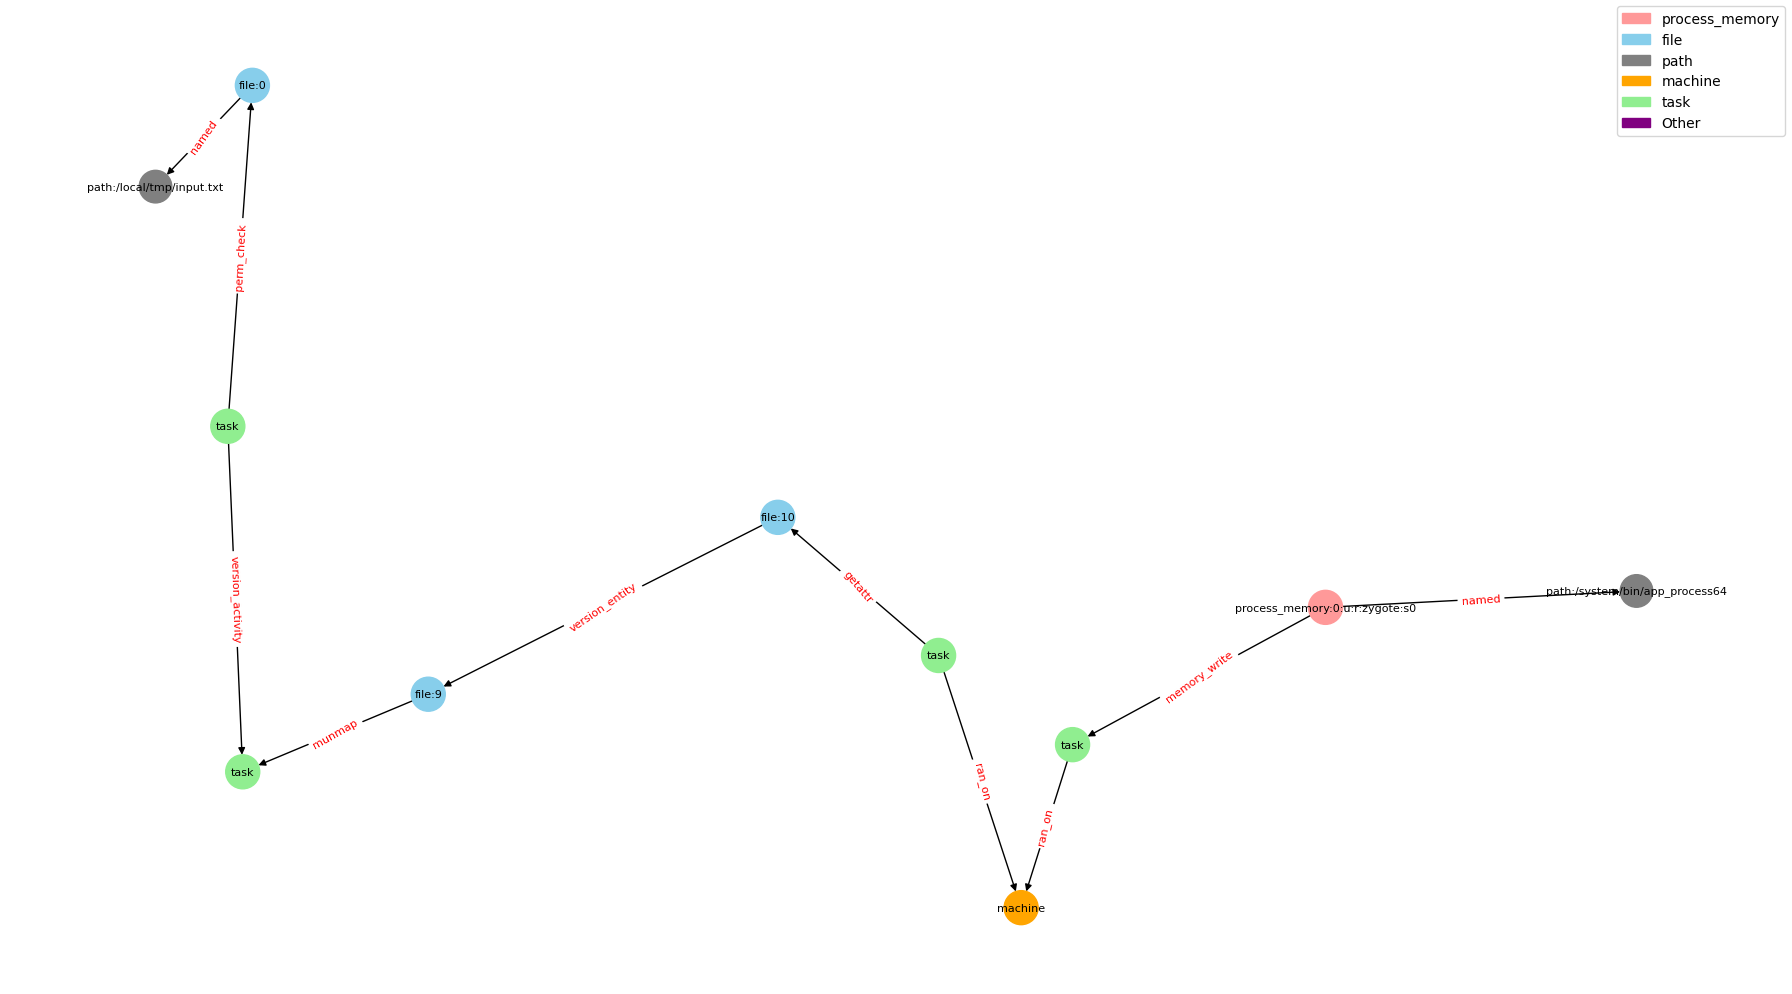 process_memory
file
path
machine
task
Other
file:0
named
path:/local/tmp/input.txt
perm_check
task
version_activity
file:10
getattr
version_entity
path:/system/bin/app_process64
named
process_memory:0:u:r:zygote:s0
memory_write
task
file:9
munmap
task
task
ran_on
ran_on
machine